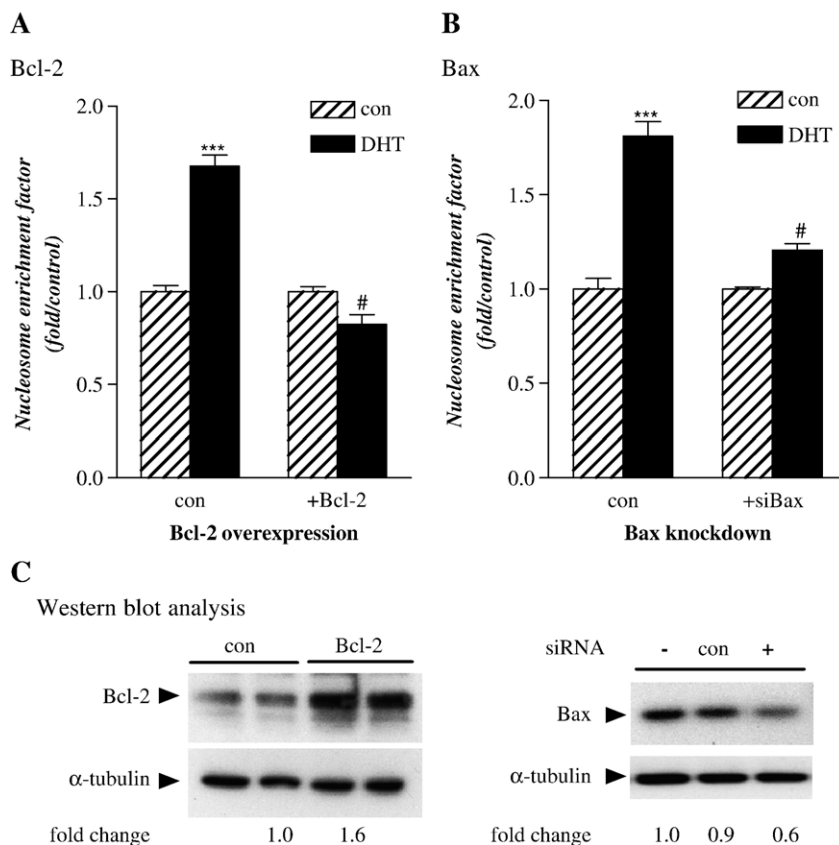 A
Bcl-2
2.0
1.5
1.0
0.5
0.0
Nucleosome enrichment factor
(fold/control)
con
DHT
***
#
con
+Bcl-2
Bcl-2 overexpression
B
Bax
2.0
1.5
1.0
0.5
0.0
Nucleosome enrichment factor
(fold/control)
con
DHT
***
#
con
+siBax
Bax knockdown
C
Western blot analysis
con Bcl-2
Bcl-2
α-tubulin
fold change 1.0 1.6
siRNA - con +
Bax
α-tubulin
fold change 1.0 0.9 0.6